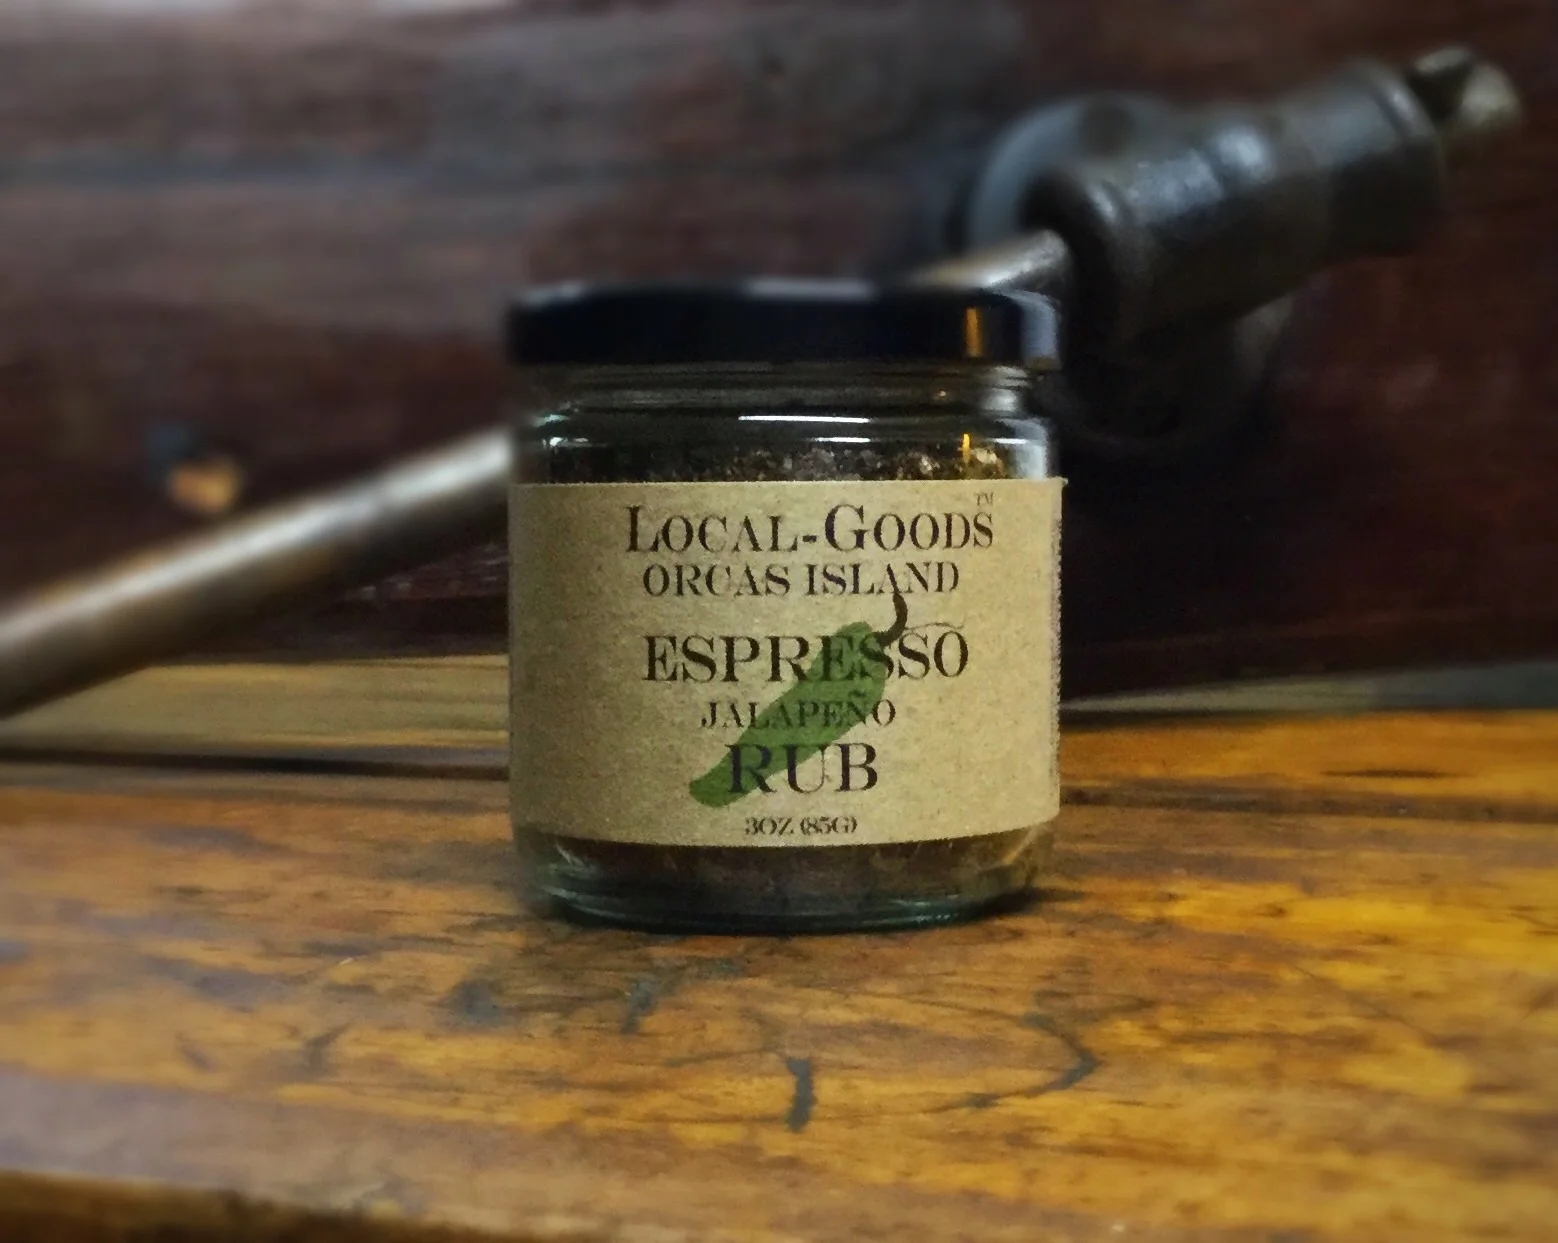 LOCAL-GOODS™
ORCAS ISLAND
ESPRESSO
JALAPEÑO
RUB
3OZ (85G)